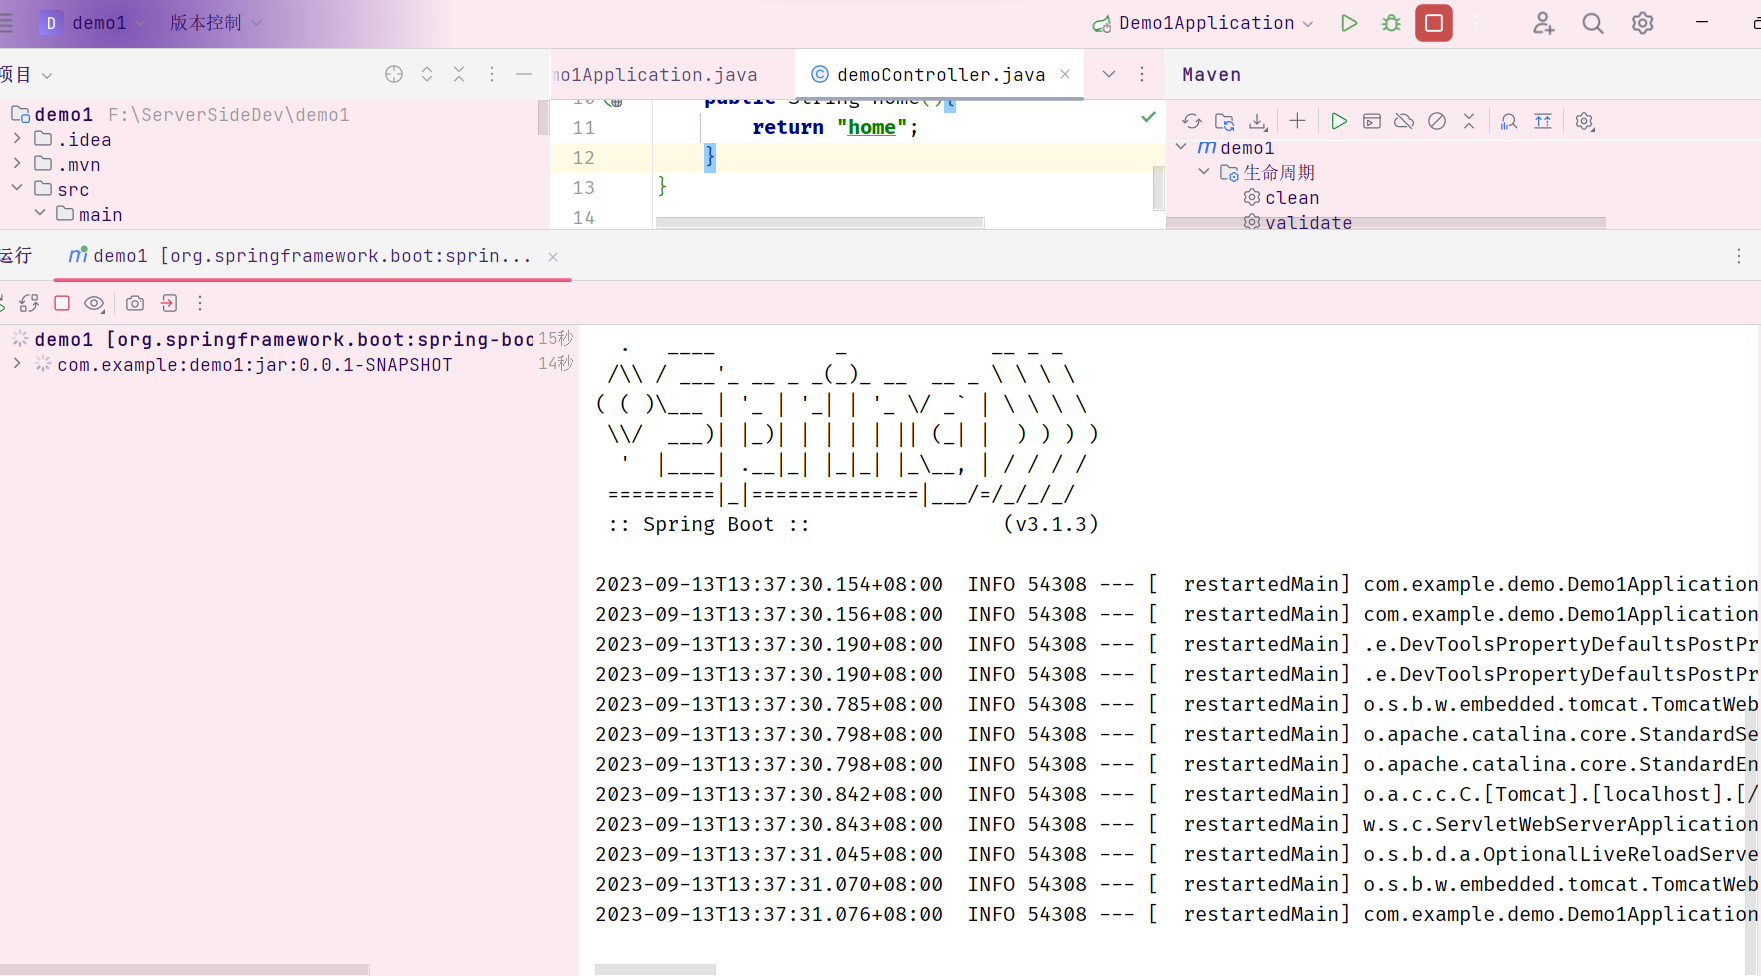 D demo1 版本控制 Demo1Application
项目
mo1Application.java demoController.java Maven
demo1 F:\ServerSideDev\demo1
.idea
.mvn
src
main
10 public String home(){
11 return "home";
12 }
13 }
14
demo1
生命周期
clean
validate
运行 demo1 [org.springframework.boot:sprin...
demo1 [org.springframework.boot:spring-boo 15秒
com.example:demo1:jar:0.0.1-SNAPSHOT 14秒
  .   ____          _            __ _ _
 /\\ / ___'_ __ _ _(_)_ __  __ _ \ \ \ \
( ( )\___ | '_ | '_| | '_ \/ _` | \ \ \ \
 \\/  ___)| |_)| | | | | || (_| |  ) ) ) )
  '  |____| .__|_| |_|_| |_\__, | / / / /
 =========|_|==============|___/=/_/_/_/
 :: Spring Boot ::                (v3.1.3)
2023-09-13T13:37:30.154+08:00  INFO 54308 --- [  restartedMain] com.example.demo.Demo1Application
2023-09-13T13:37:30.156+08:00  INFO 54308 --- [  restartedMain] com.example.demo.Demo1Application
2023-09-13T13:37:30.190+08:00  INFO 54308 --- [  restartedMain] .e.DevToolsPropertyDefaultsPostPr
2023-09-13T13:37:30.190+08:00  INFO 54308 --- [  restartedMain] .e.DevToolsPropertyDefaultsPostPr
2023-09-13T13:37:30.785+08:00  INFO 54308 --- [  restartedMain] o.s.b.w.embedded.tomcat.TomcatWeb
2023-09-13T13:37:30.798+08:00  INFO 54308 --- [  restartedMain] o.apache.catalina.core.StandardSe
2023-09-13T13:37:30.798+08:00  INFO 54308 --- [  restartedMain] o.apache.catalina.core.StandardEn
2023-09-13T13:37:30.842+08:00  INFO 54308 --- [  restartedMain] o.a.c.c.C.[Tomcat].[localhost].[/
2023-09-13T13:37:30.843+08:00  INFO 54308 --- [  restartedMain] w.s.c.ServletWebServerApplication
2023-09-13T13:37:31.045+08:00  INFO 54308 --- [  restartedMain] o.s.b.d.a.OptionalLiveReloadServe
2023-09-13T13:37:31.070+08:00  INFO 54308 --- [  restartedMain] o.s.b.w.embedded.tomcat.TomcatWeb
2023-09-13T13:37:31.076+08:00  INFO 54308 --- [  restartedMain] com.example.demo.Demo1Application